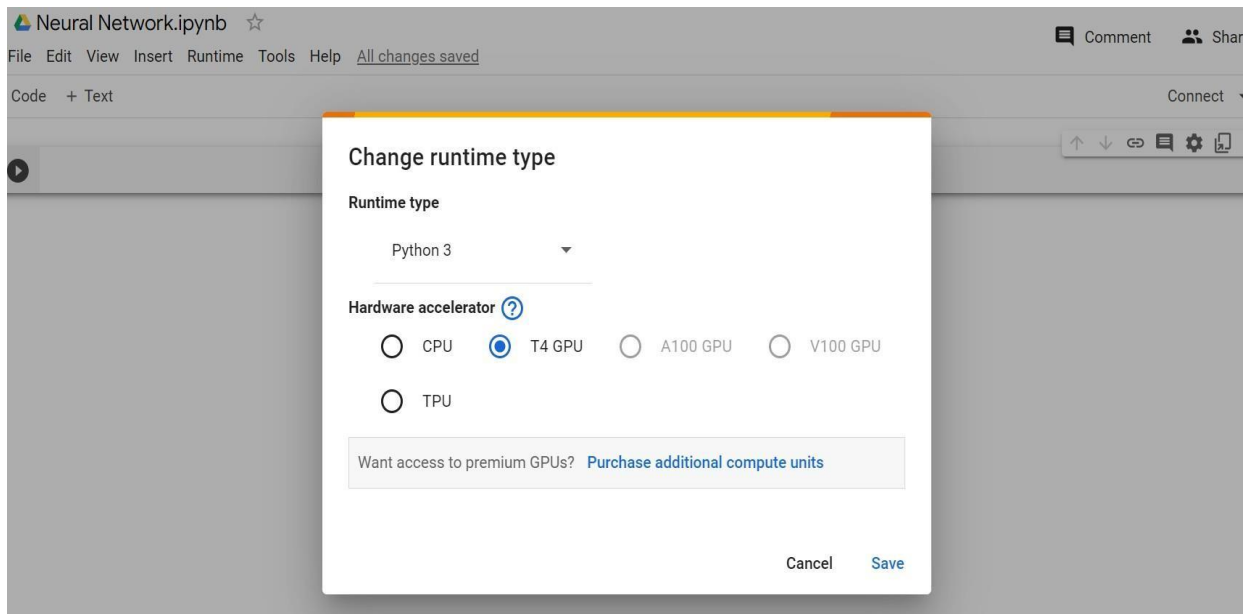 Neural Network.ipynb
Comment Shar
File Edit View Insert Runtime Tools Help All changes saved
Code + Text
Connect
Change runtime type
Runtime type
Python 3
Hardware accelerator ?
CPU T4 GPU A100 GPU V100 GPU
TPU
Want access to premium GPUs? Purchase additional compute units
Cancel Save